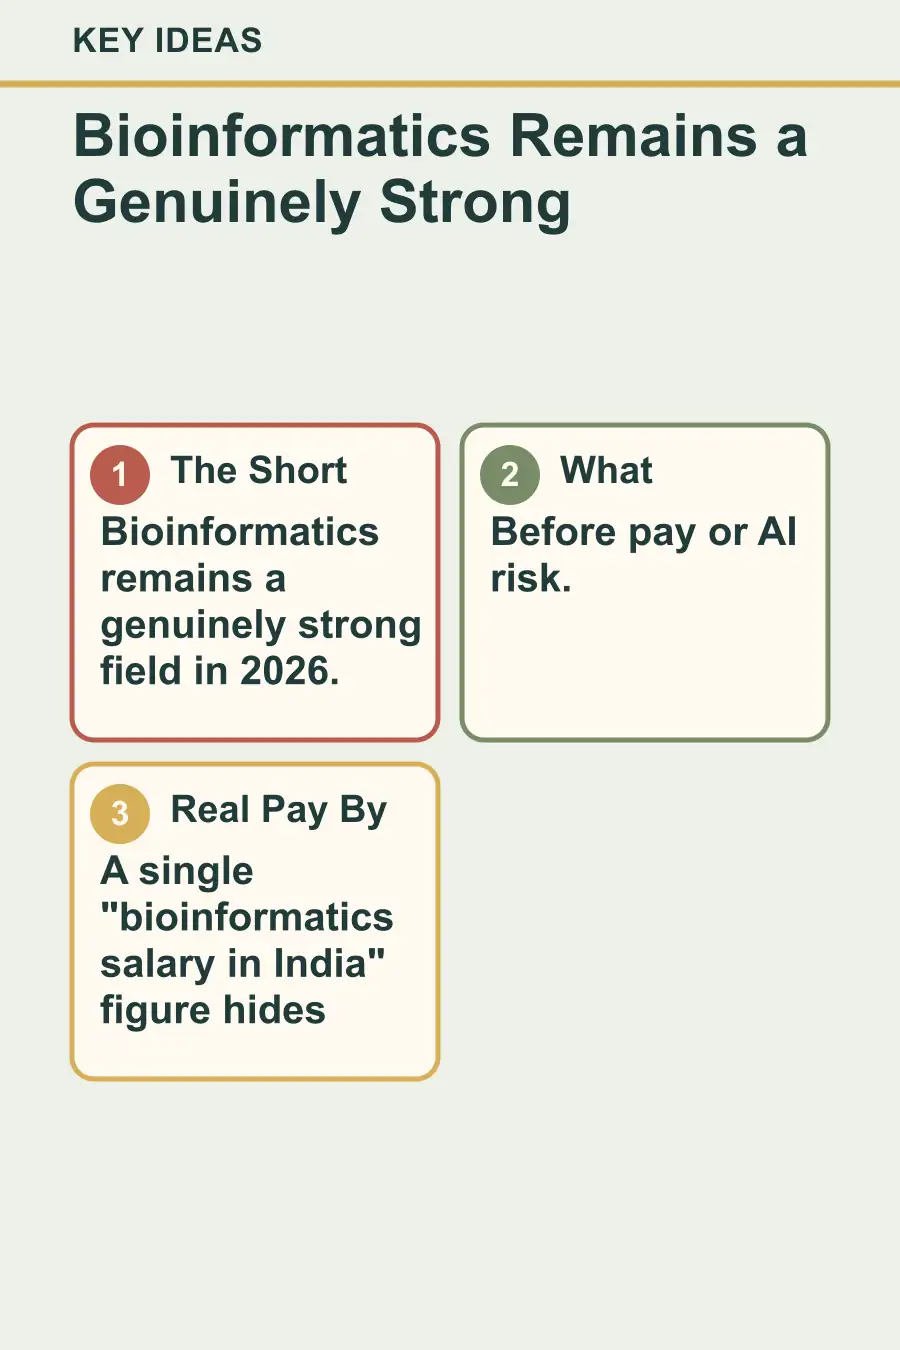 KEY IDEAS
Bioinformatics Remains a
Genuinely Strong
1 The Short
Bioinformatics
remains a
genuinely strong
field in 2026.
2 What
Before pay or AI
risk.
3 Real Pay By
A single
"bioinformatics
salary in India"
figure hides